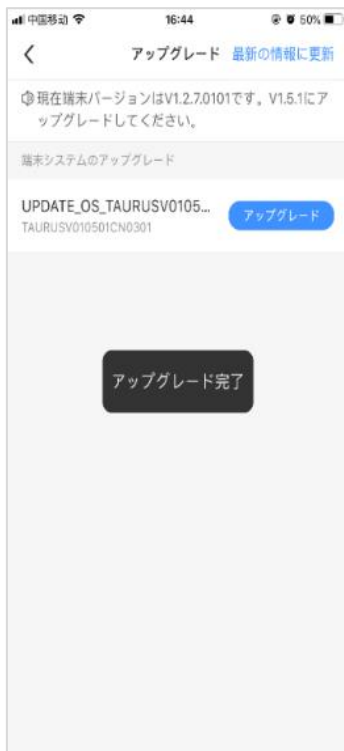 中国移动 16:44 50%
アップグレード 最新の情報に更新
現在端末バージョンはV1.2.7.0101です。V1.5.1にア
ップグレードしてください。
端末システムのアップグレード
UPDATE_OS_TAURUSV0105...
アップグレード
TAURUSV010501CN0301
アップグレード完了